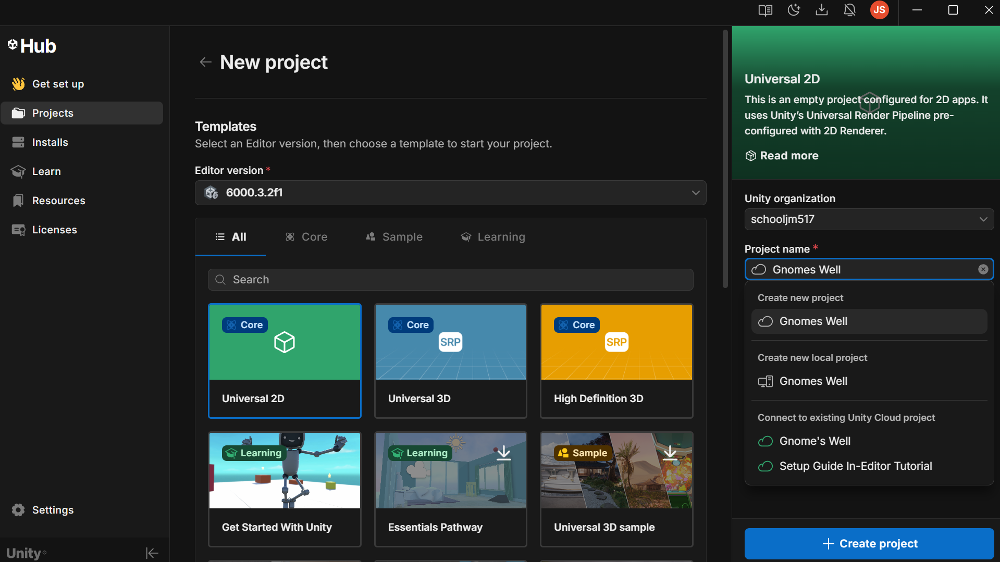 JS
Hub
Get set up
Projects
Installs
Learn
Resources
Licenses
Settings
Unity®
New project
Templates
Select an Editor version, then choose a template to start your project.
Editor version *
6000.3.2f1
All
Core
Sample
Learning
Search
Core
Universal 2D
Core
SRP
Universal 3D
Core
SRP
High Definition 3D
Learning
Get Started With Unity
Learning
Essentials Pathway
Sample
Universal 3D sample
Universal 2D
This is an empty project configured for 2D apps. It
uses Unity’s Universal Render Pipeline pre-
configured with 2D Renderer.
Read more
Unity organization
schooljm517
Project name *
Gnomes Well
Create new project
Gnomes Well
Create new local project
Gnomes Well
Connect to existing Unity Cloud project
Gnome's Well
Setup Guide In-Editor Tutorial
Create project